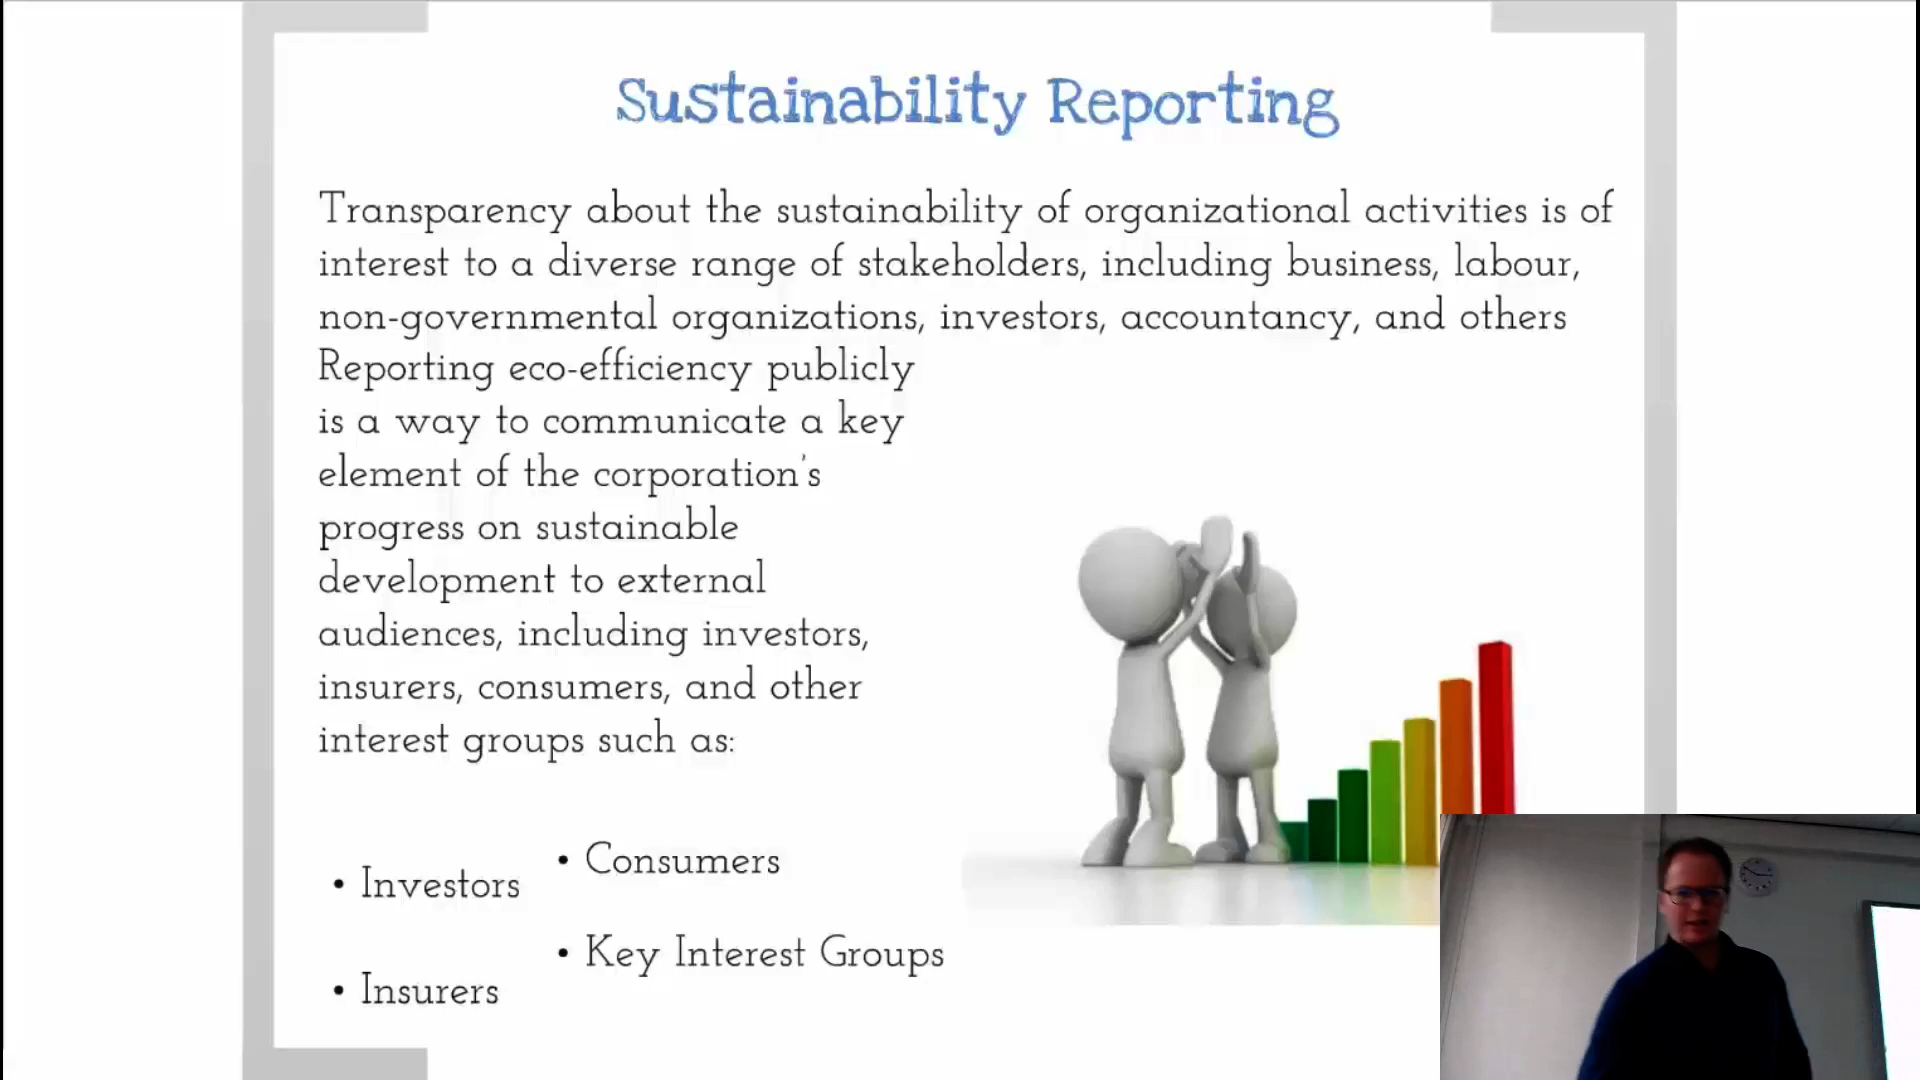 Sustainability Reporting
Transparency about the sustainability of organizational activities is of
interest to a diverse range of stakeholders, including business, labour,
non-governmental organizations, investors, accountancy, and others
Reporting eco-efficiency publicly
is a way to communicate a key
element of the corporation's
progress on sustainable
development to external
audiences, including investors,
insurers, consumers, and other
interest groups such as:
• Investors
• Insurers
• Consumers
• Key Interest Groups